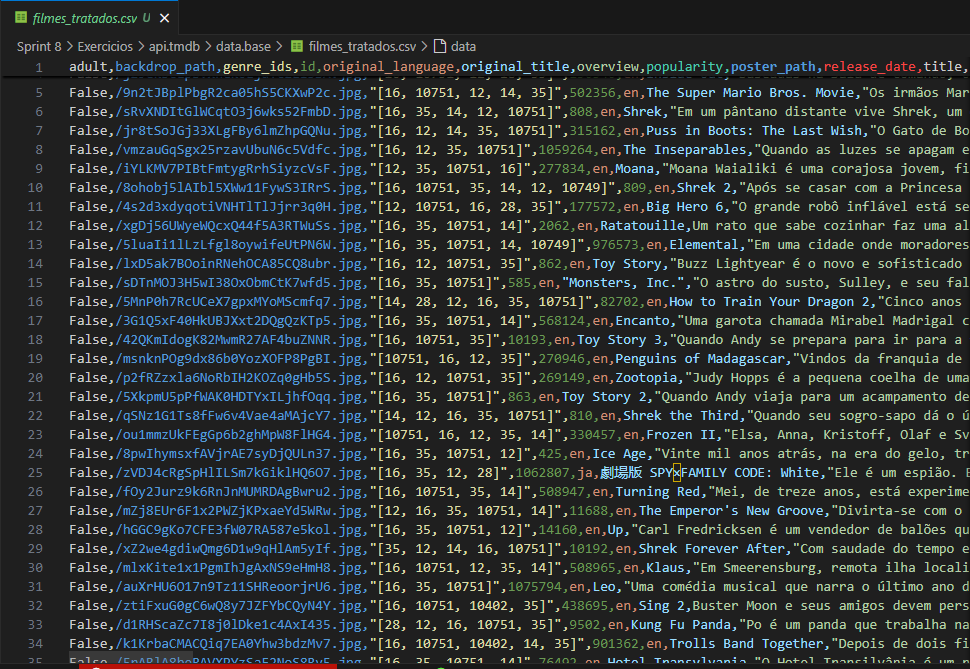 filmes_tratados.csv U
Sprint 8 > Exercicios > api.tmdb > data.base > filmes_tratados.csv > data
1 adult,backdrop_path,genre_ids,id,original_language,original_title,overview,popularity,poster_path,release_date,title,
5 False,/9n2tJBplPbgR2ca05hS5CKXwP2c.jpg,"[16, 10751, 12, 14, 35]",502356,en,The Super Mario Bros. Movie,"Os irmãos Mar
6 False,/sRvXNDItGlWCqtO3j6wks52FmbD.jpg,"[16, 35, 14, 12, 10751]",808,en,Shrek,"Em um pântano distante vive Shrek, um
7 False,/jr8tSoJGj33XLgFBy6lmZhpGQNu.jpg,"[16, 12, 14, 35, 10751]",315162,en,Puss in Boots: The Last Wish,"O Gato de Bo
8 False,/vmzauGqSgx25rzavUbuN6c5Vdfc.jpg,"[16, 12, 35, 10751]",1059264,en,The Inseparables,"Quando as luzes se apagam e
9 False,/iYLKMV7PIBtFmtygRrhSiyzcVsF.jpg,"[12, 35, 10751, 16]",277834,en,Moana,"Moana Waialiki é uma corajosa jovem, fi
10 False,/8ohobj5lAIbl5XWw11FywS3IRrS.jpg,"[16, 10751, 35, 14, 12, 10749]",809,en,Shrek 2,"Após se casar com a Princesa
11 False,/4s2d3xdyqotiVNHTlTlJjrr3q0H.jpg,"[12, 10751, 16, 28, 35]",177572,en,Big Hero 6,"O grande robô inflável está se
12 False,/xgDj56UWyeWQcxQ44f5A3RTWuSs.jpg,"[16, 35, 10751, 14]",2062,en,Ratatouille,Um rato que sabe cozinhar faz uma al
13 False,/5luaIi1lLzLfgl8oywifeUtPN6W.jpg,"[16, 35, 10751, 14, 10749]",976573,en,Elemental,"Em uma cidade onde moradores
14 False,/lxD5ak7BOoinRNehOCA85CQ8ubr.jpg,"[16, 12, 10751, 35]",862,en,Toy Story,"Buzz Lightyear é o novo e sofisticado
15 False,/sDTnMOJ3H5wI38OxObmCtK7wfd5.jpg,"[16, 35, 10751]",585,en,"Monsters, Inc.","O astro do susto, Sulley, e seu fal
16 False,/5MnP0h7RcUCeX7gpxMYoMScmfq7.jpg,"[14, 28, 12, 16, 35, 10751]",82702,en,How to Train Your Dragon 2,"Cinco anos
17 False,/3G1Q5xF40HkUBJXxt2DQgQzKTp5.jpg,"[16, 35, 10751, 14]",568124,en,Encanto,"Uma garota chamada Mirabel Madrigal c
18 False,/42QKmIdogK82MwmR27AF4buZNNR.jpg,"[16, 10751, 35]",10193,en,Toy Story 3,"Quando Andy se prepara para ir para a
19 False,/msnknPOg9dx86b0YozXOFP8PgBI.jpg,"[10751, 16, 12, 35]",270946,en,Penguins of Madagascar,"Vindos da franquia de
20 False,/p2fRZzxla6NoRbIH2KOZq0gHb5S.jpg,"[16, 12, 10751, 35]",269149,en,Zootopia,"Judy Hopps é a pequena coelha de uma
21 False,/5XkpmU5pPfWAK0HDTYxILjhfOqq.jpg,"[16, 35, 10751]",863,en,Toy Story 2,"Quando Andy viaja para um acampamento de
22 False,/qSNz1G1Ts8fFw6v4Vae4aMAjcY7.jpg,"[14, 12, 16, 35, 10751]",810,en,Shrek the Third,"Quando seu sogro-sapo dá o ú
23 False,/ou1mmzUkFEgGp6b2ghMpW8FlHG4.jpg,"[10751, 16, 12, 35, 14]",330457,en,Frozen II,"Elsa, Anna, Kristoff, Olaf e Sv
24 False,/8pwIhymsxfAVjrAE7syDjQULn37.jpg,"[16, 35, 10751, 12]",425,en,Ice Age,"Vinte mil anos atrás, na era do gelo, tr
25 False,/zVDJ4cRgSpHlILSm7kGiklHQ6O7.jpg,"[16, 35, 12, 28]",1062807,ja,劇場版 SPY×FAMILY CODE: White,"Ele é um espião. E
26 False,/fOy2Jurz9k6RnJnMUMRDAgBwru2.jpg,"[16, 10751, 35, 14]",508947,en,Turning Red,"Mei, de treze anos, está experime
27 False,/mZj8EUr6F1x2PWZjKPxaeYd5WRw.jpg,"[12, 16, 35, 10751, 14]",11688,en,The Emperor's New Groove,"Divirta-se com o
28 False,/hGGC9gKo7CFE3fW07RA587e5kol.jpg,"[16, 35, 10751, 12]",14160,en,Up,"Carl Fredricksen é um vendedor de balões qu
29 False,/xZ2we4gdiwQmg6D1w9qHlAm5yIf.jpg,"[35, 12, 14, 16, 10751]",10192,en,Shrek Forever After,"Com saudade do tempo e
30 False,/mlxKite1x1PgmIhJgAxNS9eHmH8.jpg,"[16, 10751, 12, 35, 14]",508965,en,Klaus,"Em Smeerensburg, remota ilha locali
31 False,/auXrHU6O17n9Tz11SHReoorjrU6.jpg,"[16, 35, 10751]",1075794,en,Leo,"Uma comédia musical que narra o último ano d
32 False,/ztiFxuG0gC6wQ8y7JZFYbCQyN4Y.jpg,"[16, 10751, 10402, 35]",438695,en,Sing 2,Buster Moon e seus amigos devem pers
33 False,/d1RHScaZc7I8j0lDke1c4AxI435.jpg,"[28, 12, 16, 10751, 35]",9502,en,Kung Fu Panda,"Po é um panda que trabalha na
34 False,/k1KrbaCMACQiq7EA0Yhw3bdzMv7.jpg,"[16, 10751, 10402, 14, 35]",901362,en,Trolls Band Together,"Depois de dois fi